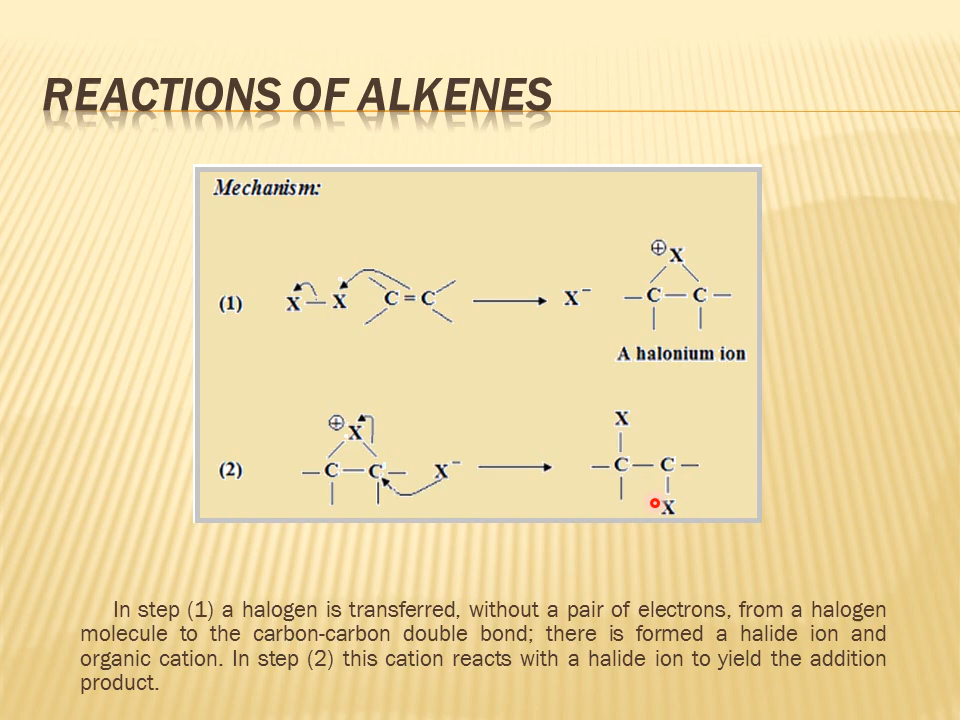 REACTIONS OF ALKENES
Mechanism:
⊕
X
(1) X — X C = C X⁻ — C — C —
A halonium ion
⊕ X
X
(2) — C — C — X⁻ — C — C —
X
In step (1) a halogen is transferred, without a pair of electrons, from a halogen
molecule to the carbon-carbon double bond; there is formed a halide ion and
organic cation. In step (2) this cation reacts with a halide ion to yield the addition
product.